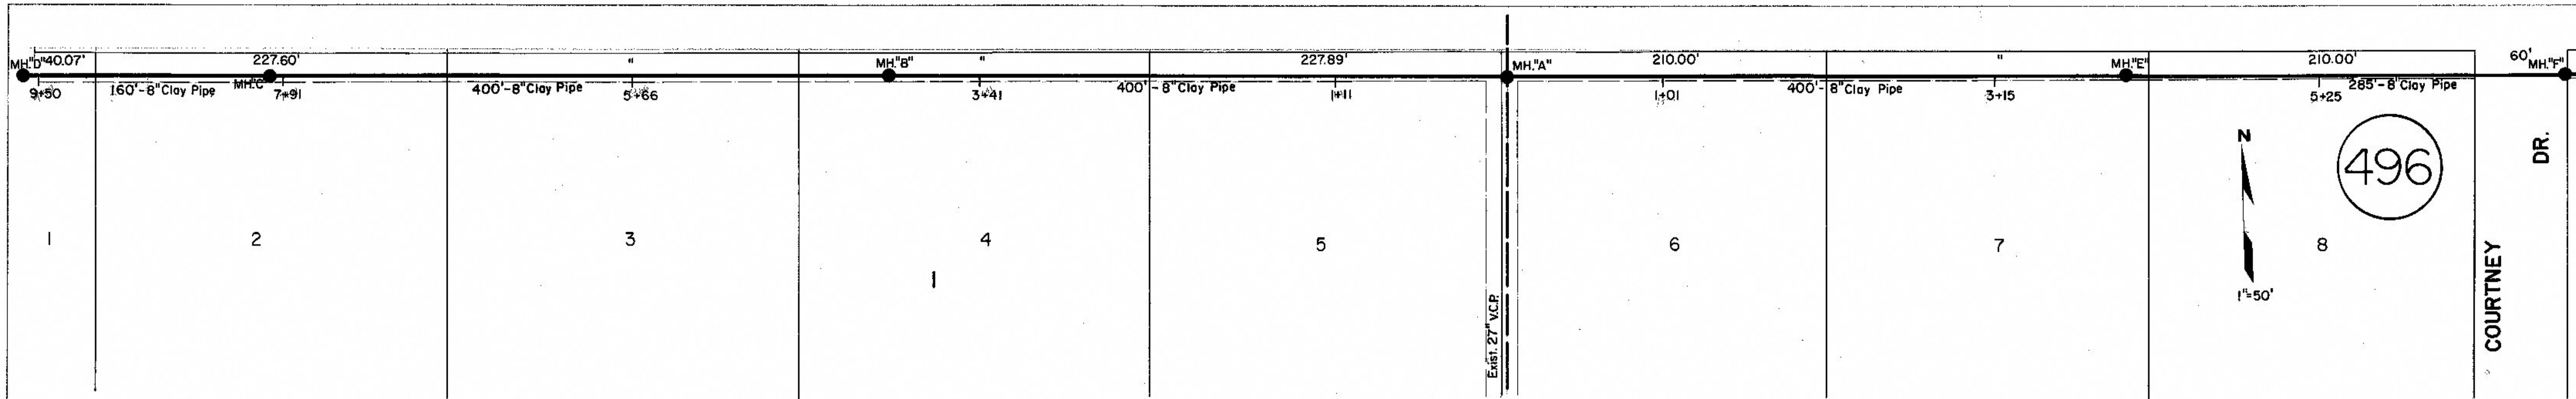 MH."D" 40.07' 227.60' " MH."B" " 227.89' MH."A" 210.00' " MH."E" 210.00' 60' MH."F"
9+50 160'-8" Clay Pipe MH."C" 7+91 400'-8" Clay Pipe 5+66 3+41 400'-8" Clay Pipe 1+11 1+01 400'-8" Clay Pipe 3+15 5+25 285'-8" Clay Pipe
N
496
DR.
1 2 3 4 5 6 7 8
1
COURTNEY
1"=50'
Exist. 27" V.C.P.